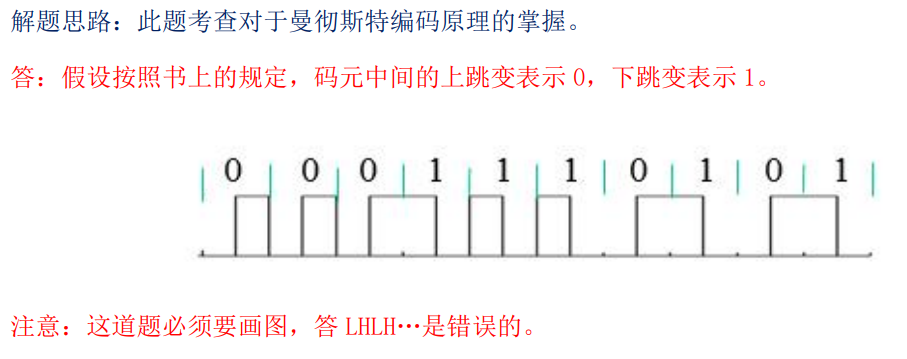 解题思路：此题考查对于曼彻斯特编码原理的掌握。
答：假设按照书上的规定，码元中间的上跳变表示 0，下跳变表示 1。
0 0 0 1 1 1 0 1 0 1
注意：这道题必须要画图，答 LHLH…是错误的。